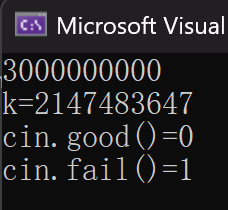 C:\
Microsoft Visual
3000000000
k=2147483647
cin.good()=0
cin.fail()=1